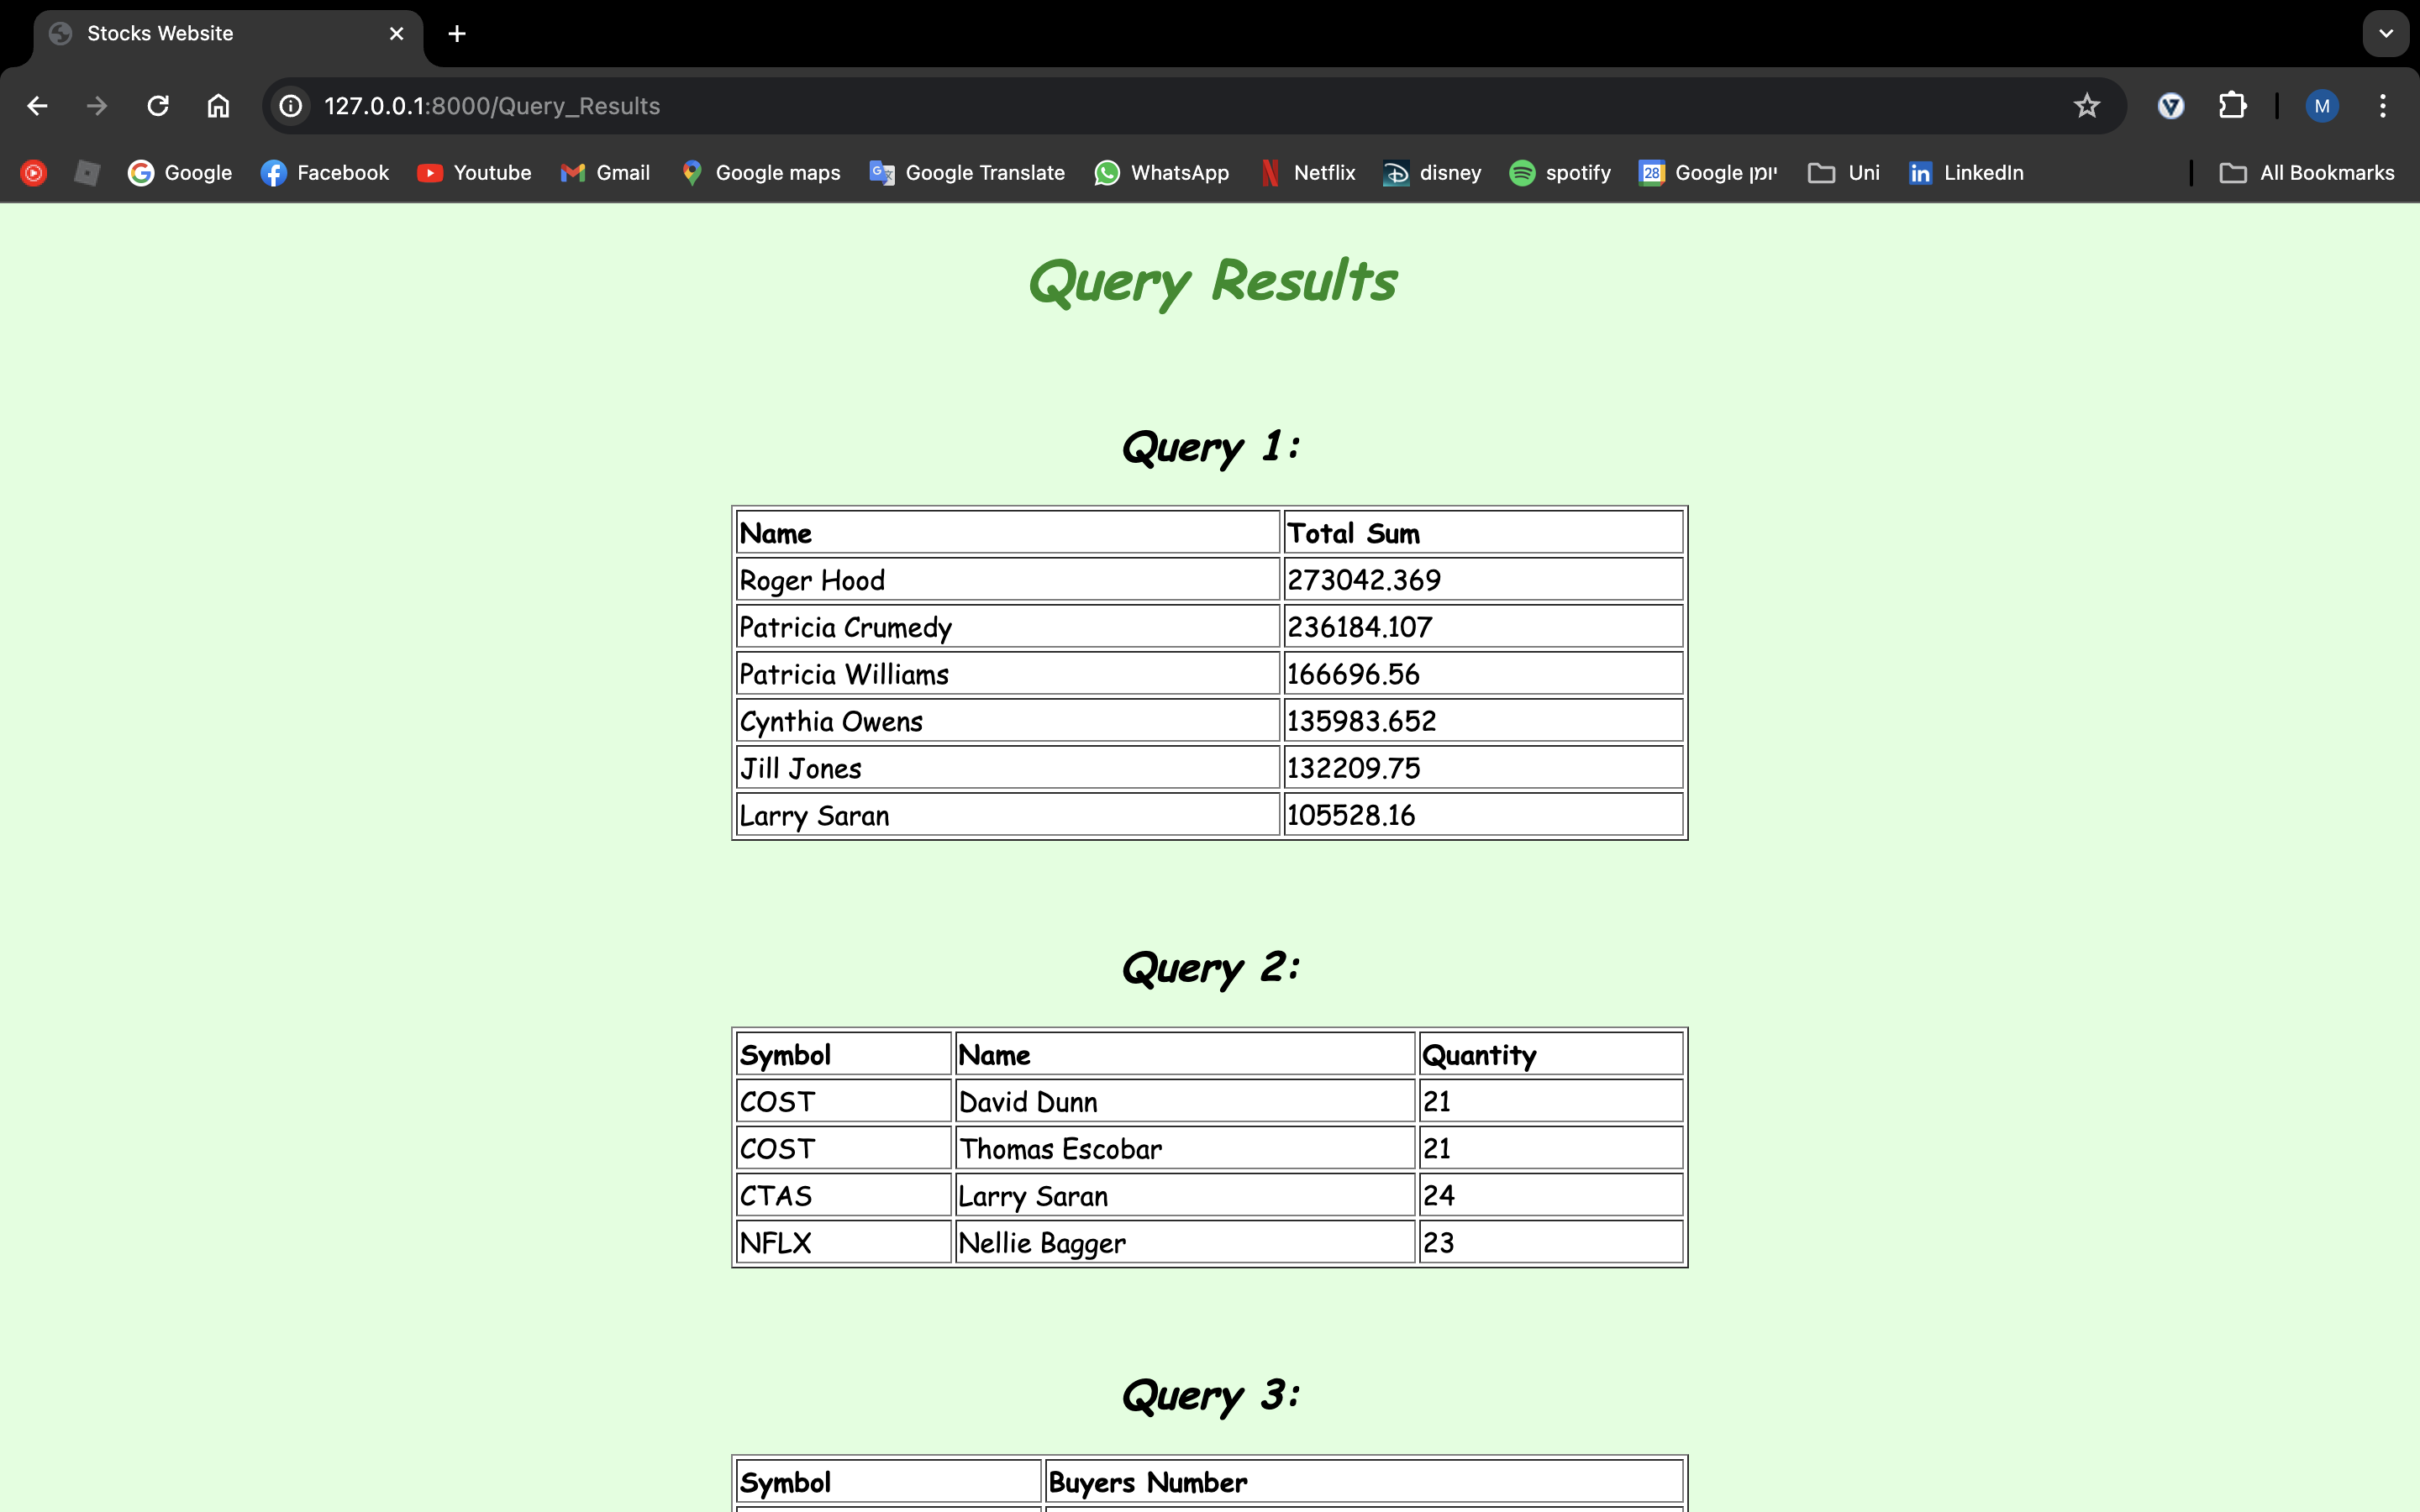 Stocks Website
127.0.0.1:8000/Query_Results
M
Google Facebook Youtube Gmail Google maps Google Translate WhatsApp Netflix disney spotify 28 Google יומן Uni LinkedIn All Bookmarks
Query Results
Query 1:
Name Total Sum
Roger Hood 273042.369
Patricia Crumedy 236184.107
Patricia Williams 166696.56
Cynthia Owens 135983.652
Jill Jones 132209.75
Larry Saran 105528.16
Query 2:
Symbol Name Quantity
COST David Dunn 21
COST Thomas Escobar 21
CTAS Larry Saran 24
NFLX Nellie Bagger 23
Query 3:
Symbol Buyers Number